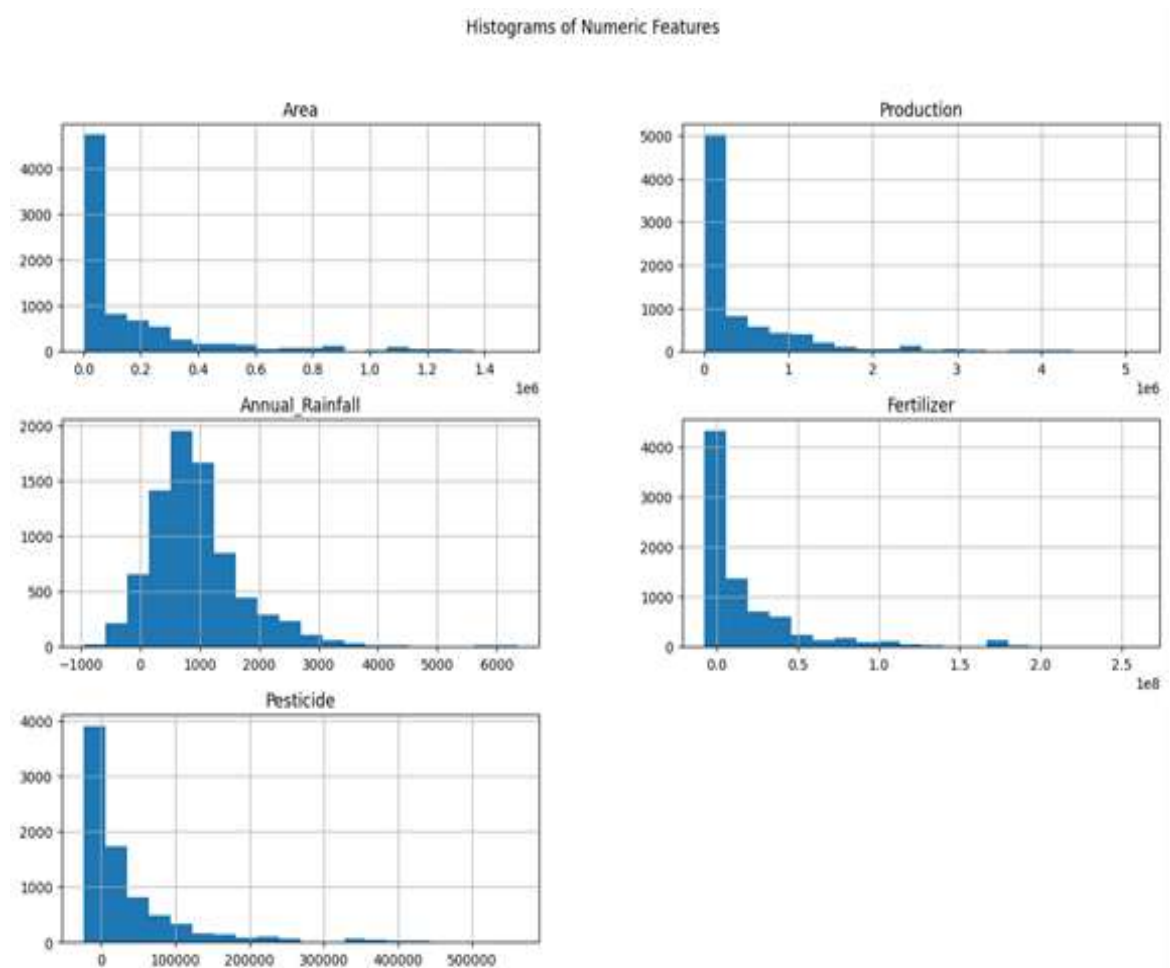 Histograms of Numeric Features
Area
4000
3000
2000
1000
0
0.0 0.2 0.4 0.6 0.8 1.0 1.2 1.4
1e6
Production
5000
4000
3000
2000
1000
0
0 1 2 3 4 5
1e6
Annual_Rainfall
2000
1500
1000
500
0
−1000 0 1000 2000 3000 4000 5000 6000
Fertilizer
4000
3000
2000
1000
0
0.0 0.5 1.0 1.5 2.0 2.5
1e8
Pesticide
4000
3000
2000
1000
0
0 100000 200000 300000 400000 500000